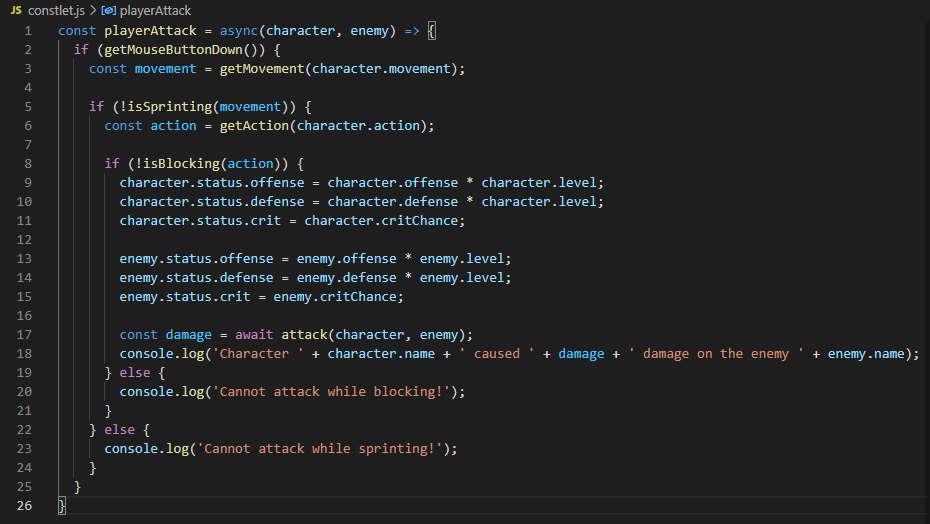 JS constlet.js > playerAttack
1 const playerAttack = async(character, enemy) => {
2   if (getMouseButtonDown()) {
3     const movement = getMovement(character.movement);
4
5     if (!isSprinting(movement)) {
6       const action = getAction(character.action);
7
8       if (!isBlocking(action)) {
9         character.status.offense = character.offense * character.level;
10         character.status.defense = character.defense * character.level;
11         character.status.crit = character.critChance;
12
13         enemy.status.offense = enemy.offense * enemy.level;
14         enemy.status.defense = enemy.defense * enemy.level;
15         enemy.status.crit = enemy.critChance;
16
17         const damage = await attack(character, enemy);
18         console.log('Character ' + character.name + ' caused ' + damage + ' damage on the enemy ' + enemy.name);
19       } else {
20         console.log('Cannot attack while blocking!');
21       }
22     } else {
23       console.log('Cannot attack while sprinting!');
24     }
25   }
26 }